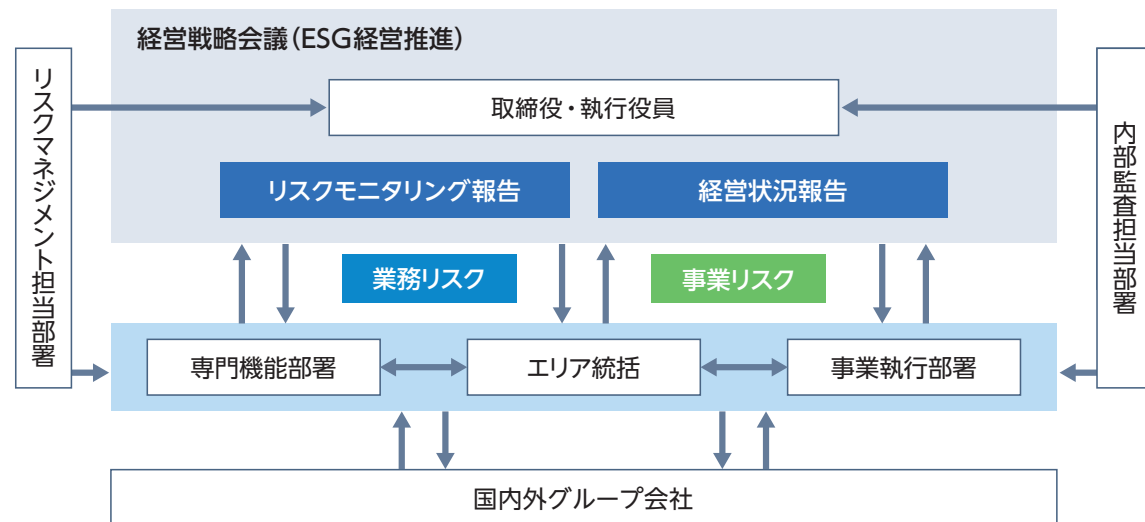 経営戦略会議（ESG経営推進）
リスクマネジメント担当部署
取締役・執行役員
内部監査担当部署
リスクモニタリング報告
経営状況報告
業務リスク
事業リスク
専門機能部署
エリア統括
事業執行部署
国内外グループ会社